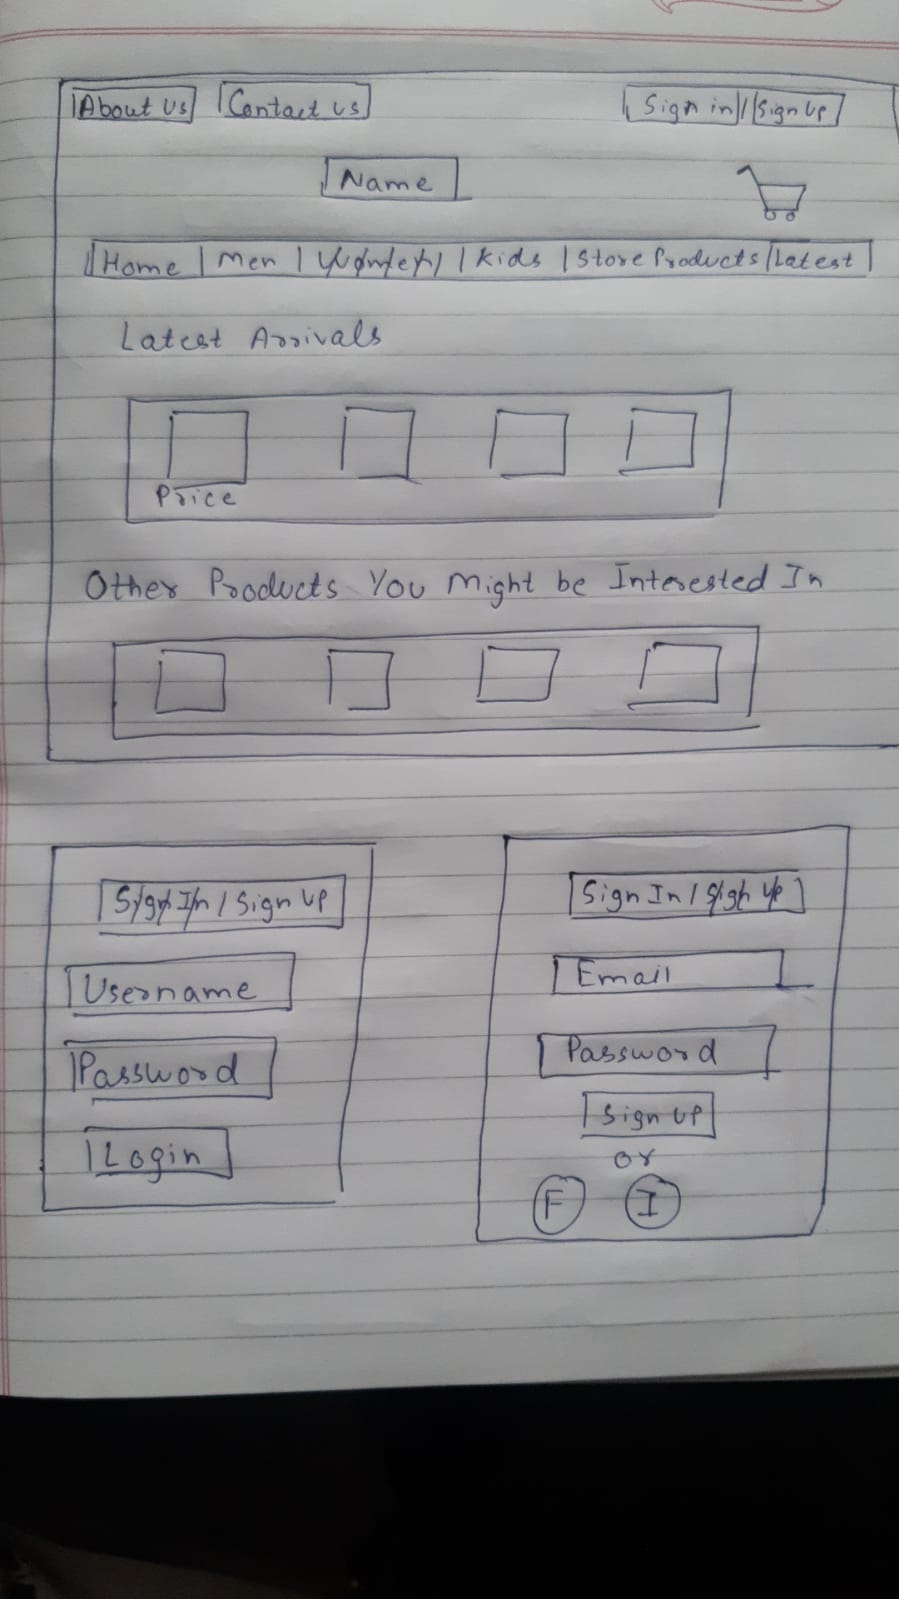 About Us Contact us Sign in / Sign Up
Name
Home | Men | Women | Kids | Store Products | Latest
Latest Arrivals
Price
Other Products You Might be Interested In
Sign In / Sign Up
Username
Password
Login
Sign In / Sign Up
Email
Password
Sign Up
or
F I